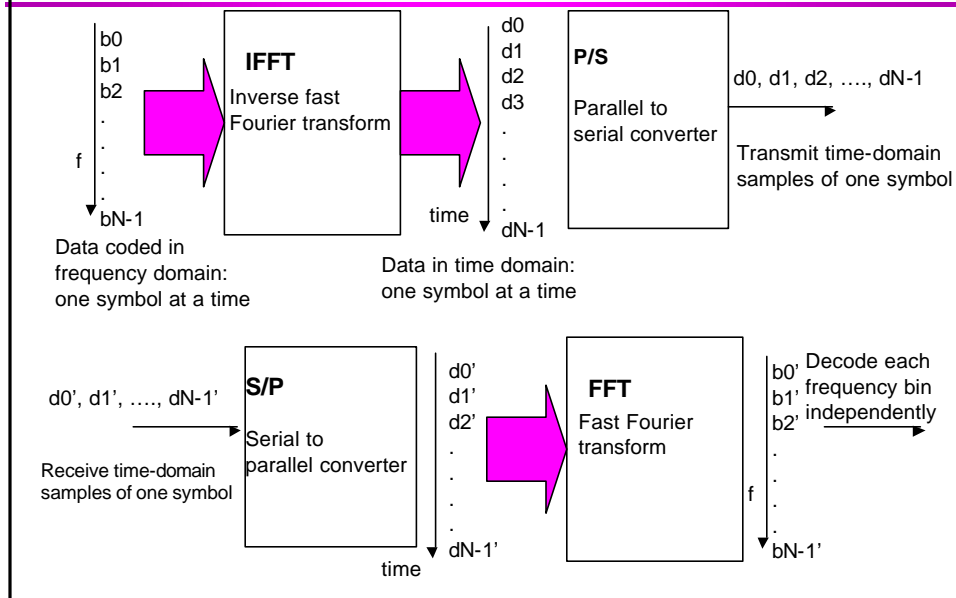 b0
b1
b2
.
.
.
.
bN-1
f
Data coded in
frequency domain:
one symbol at a time
IFFT
Inverse fast
Fourier transform
d0
d1
d2
d3
.
.
.
.
.
dN-1
time
Data in time domain:
one symbol at a time
P/S
Parallel to
serial converter
d0, d1, d2, …., dN-1
Transmit time-domain
samples of one symbol
d0', d1', …., dN-1'
Receive time-domain
samples of one symbol
S/P
Serial to
parallel converter
d0'
d1'
d2'
.
.
.
.
dN-1'
time
FFT
Fast Fourier
transform
f
b0'
b1'
b2'
.
.
.
.
bN-1'
Decode each
frequency bin
independently